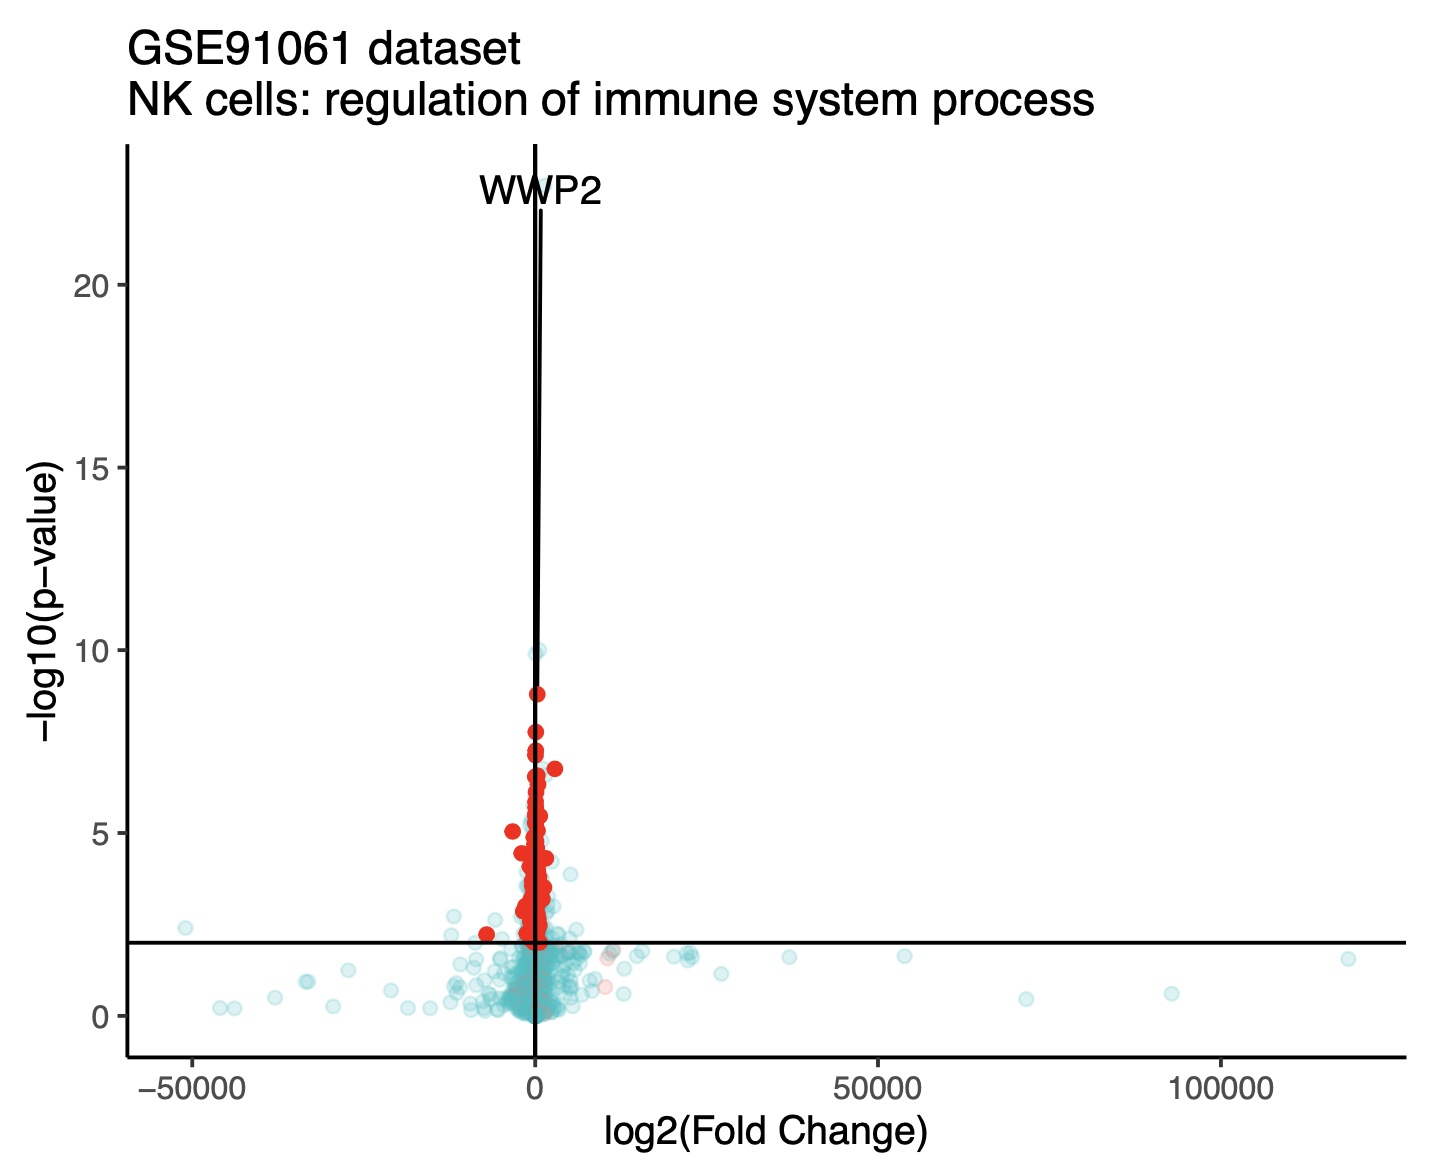 GSE91061 dataset
NK cells: regulation of immune system process
WWP2
20
15
10
5
0
−log10(p−value)
−50000
0
50000
100000
log2(Fold Change)